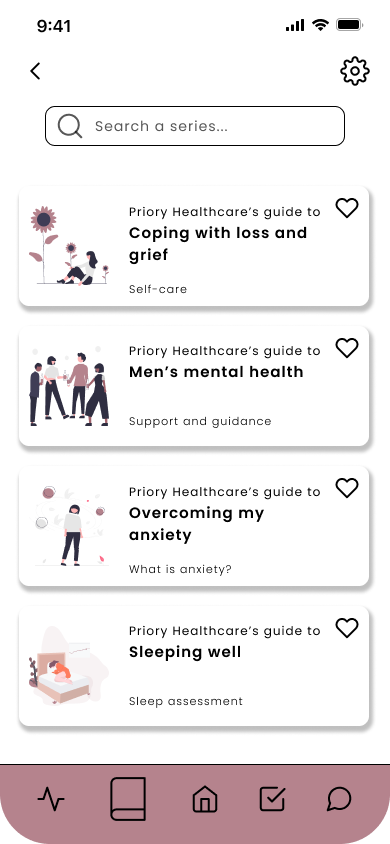 9:41
Search a series...
Priory Healthcare’s guide to
Coping with loss and
grief
Self-care
Priory Healthcare’s guide to
Men’s mental health
Support and guidance
Priory Healthcare’s guide to
Overcoming my
anxiety
What is anxiety?
Priory Healthcare’s guide to
Sleeping well
Sleep assessment